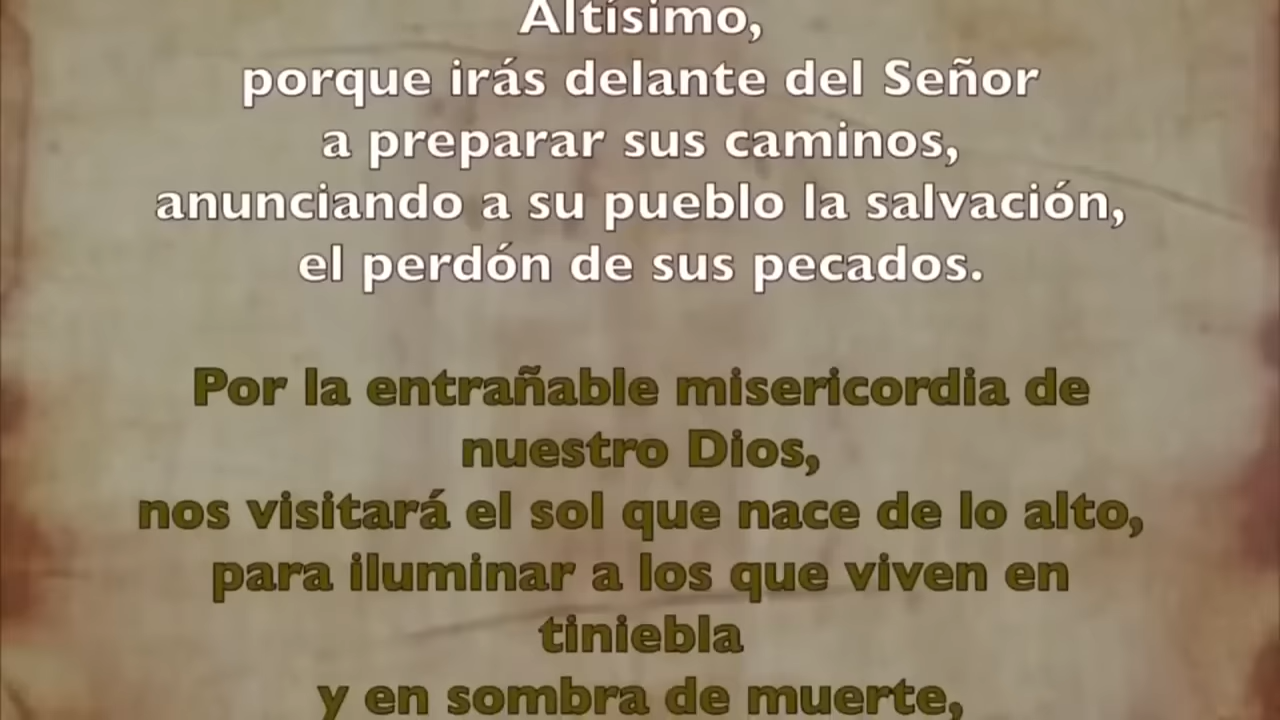 Altísimo,
porque irás delante del Señor
a preparar sus caminos,
anunciando a su pueblo la salvación,
el perdón de sus pecados.
Por la entrañable misericordia de
nuestro Dios,
nos visitará el sol que nace de lo alto,
para iluminar a los que viven en
tiniebla
y en sombra de muerte,